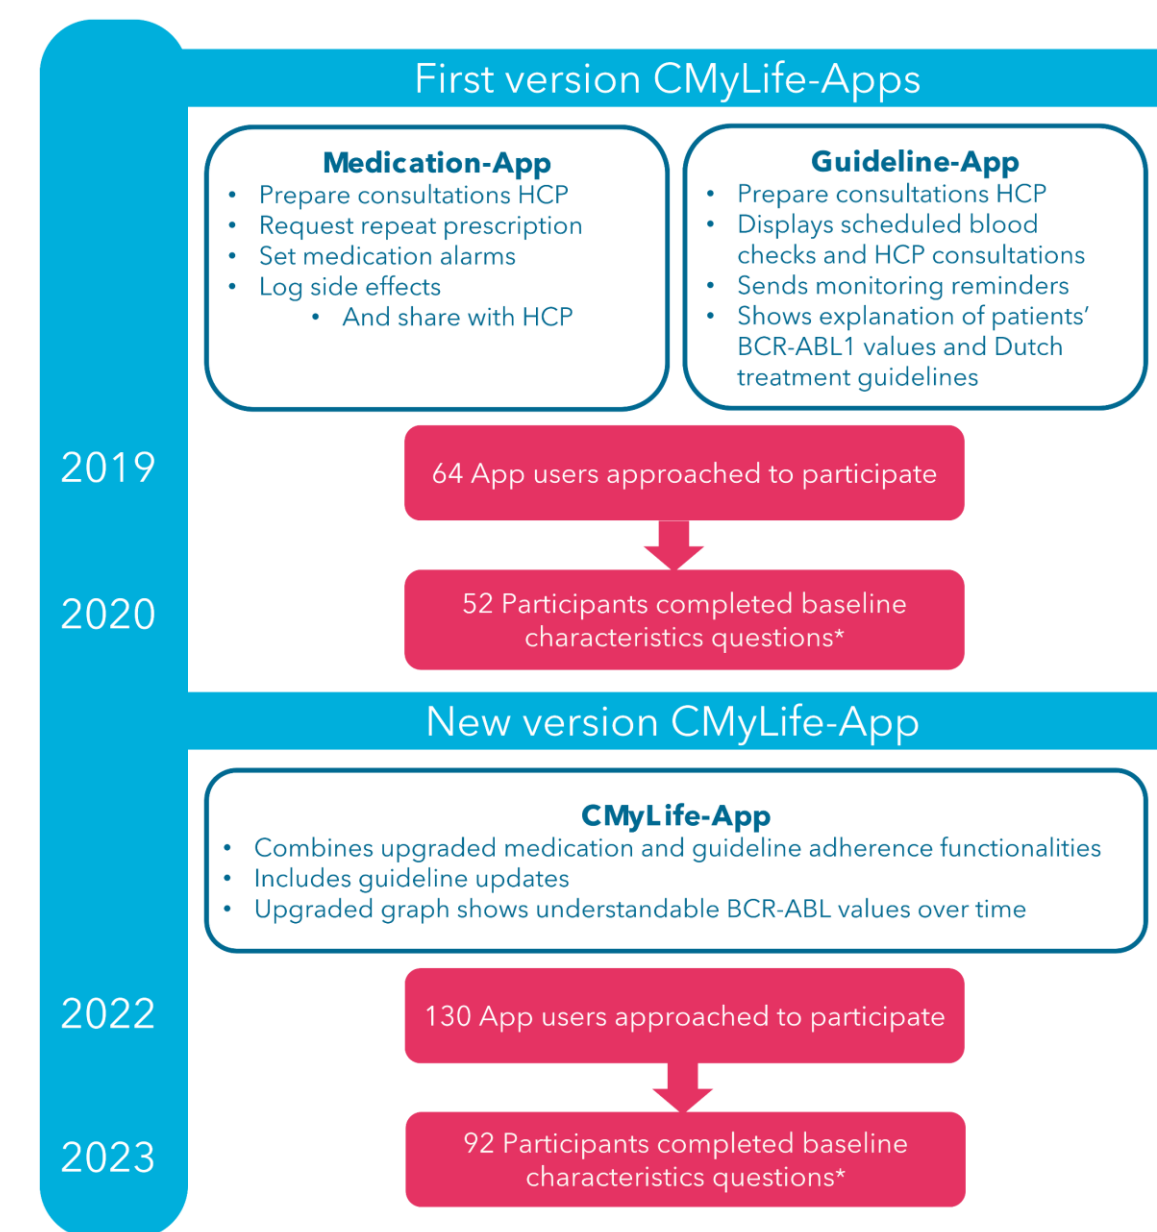 First version CMyLife-Apps
Medication-App
• Prepare consultations HCP
• Request repeat prescription
• Set medication alarms
• Log side effects
• And share with HCP
Guideline-App
• Prepare consultations HCP
• Displays scheduled blood
checks and HCP consultations
• Sends monitoring reminders
• Shows explanation of patients’
BCR-ABL1 values and Dutch
treatment guidelines
2019
64 App users approached to participate
2020
52 Participants completed baseline
characteristics questions*
New version CMyLife-App
CMyLife-App
• Combines upgraded medication and guideline adherence functionalities
• Includes guideline updates
• Upgraded graph shows understandable BCR-ABL values over time
2022
130 App users approached to participate
2023
92 Participants completed baseline
characteristics questions*